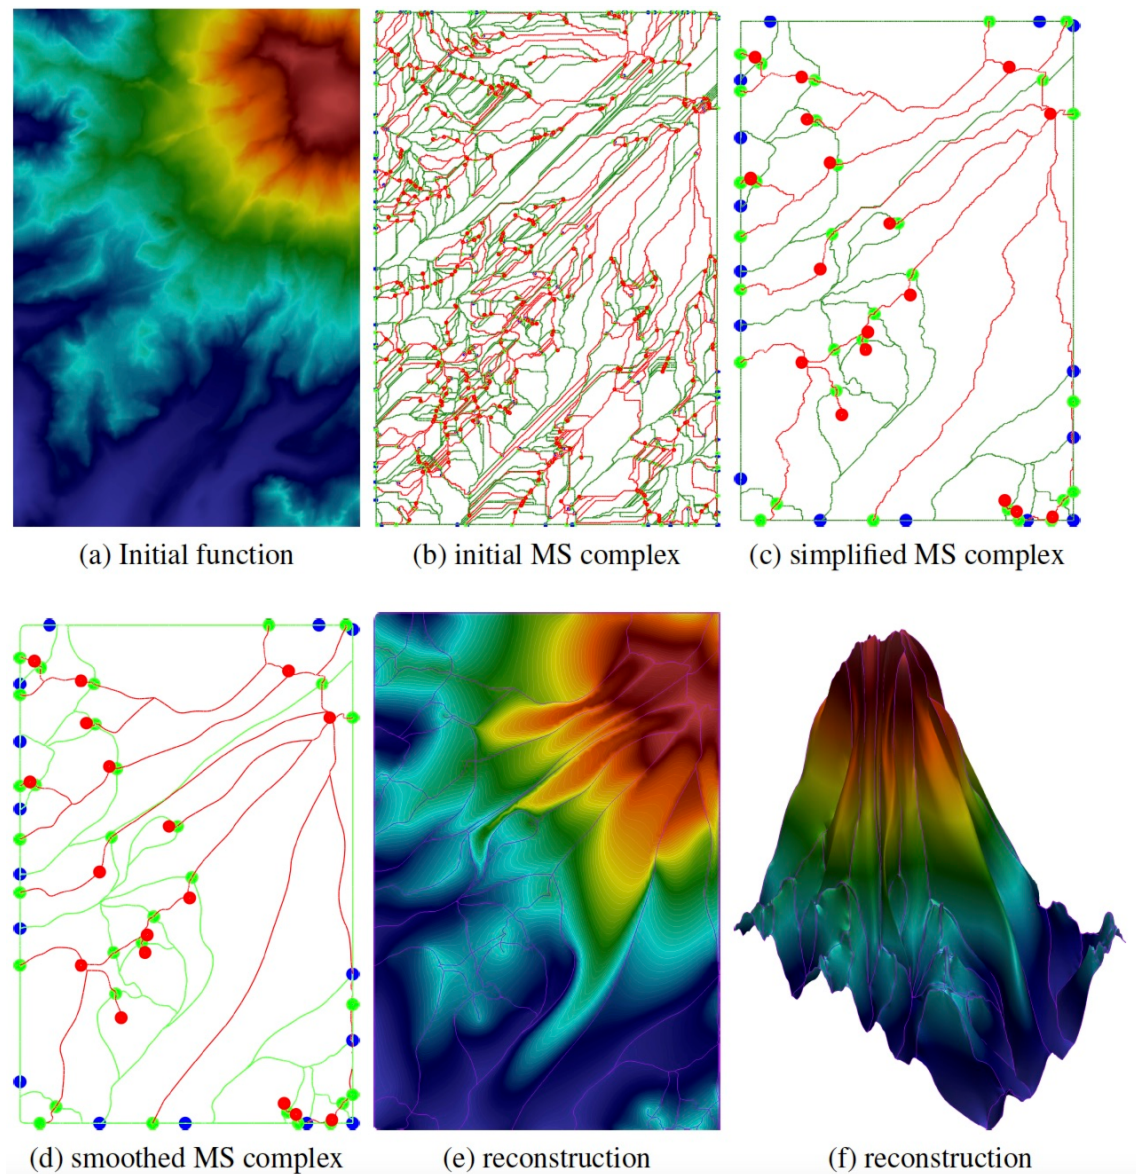 (a) Initial function
(b) initial MS complex
(c) simplified MS complex
(d) smoothed MS complex
(e) reconstruction
(f) reconstruction